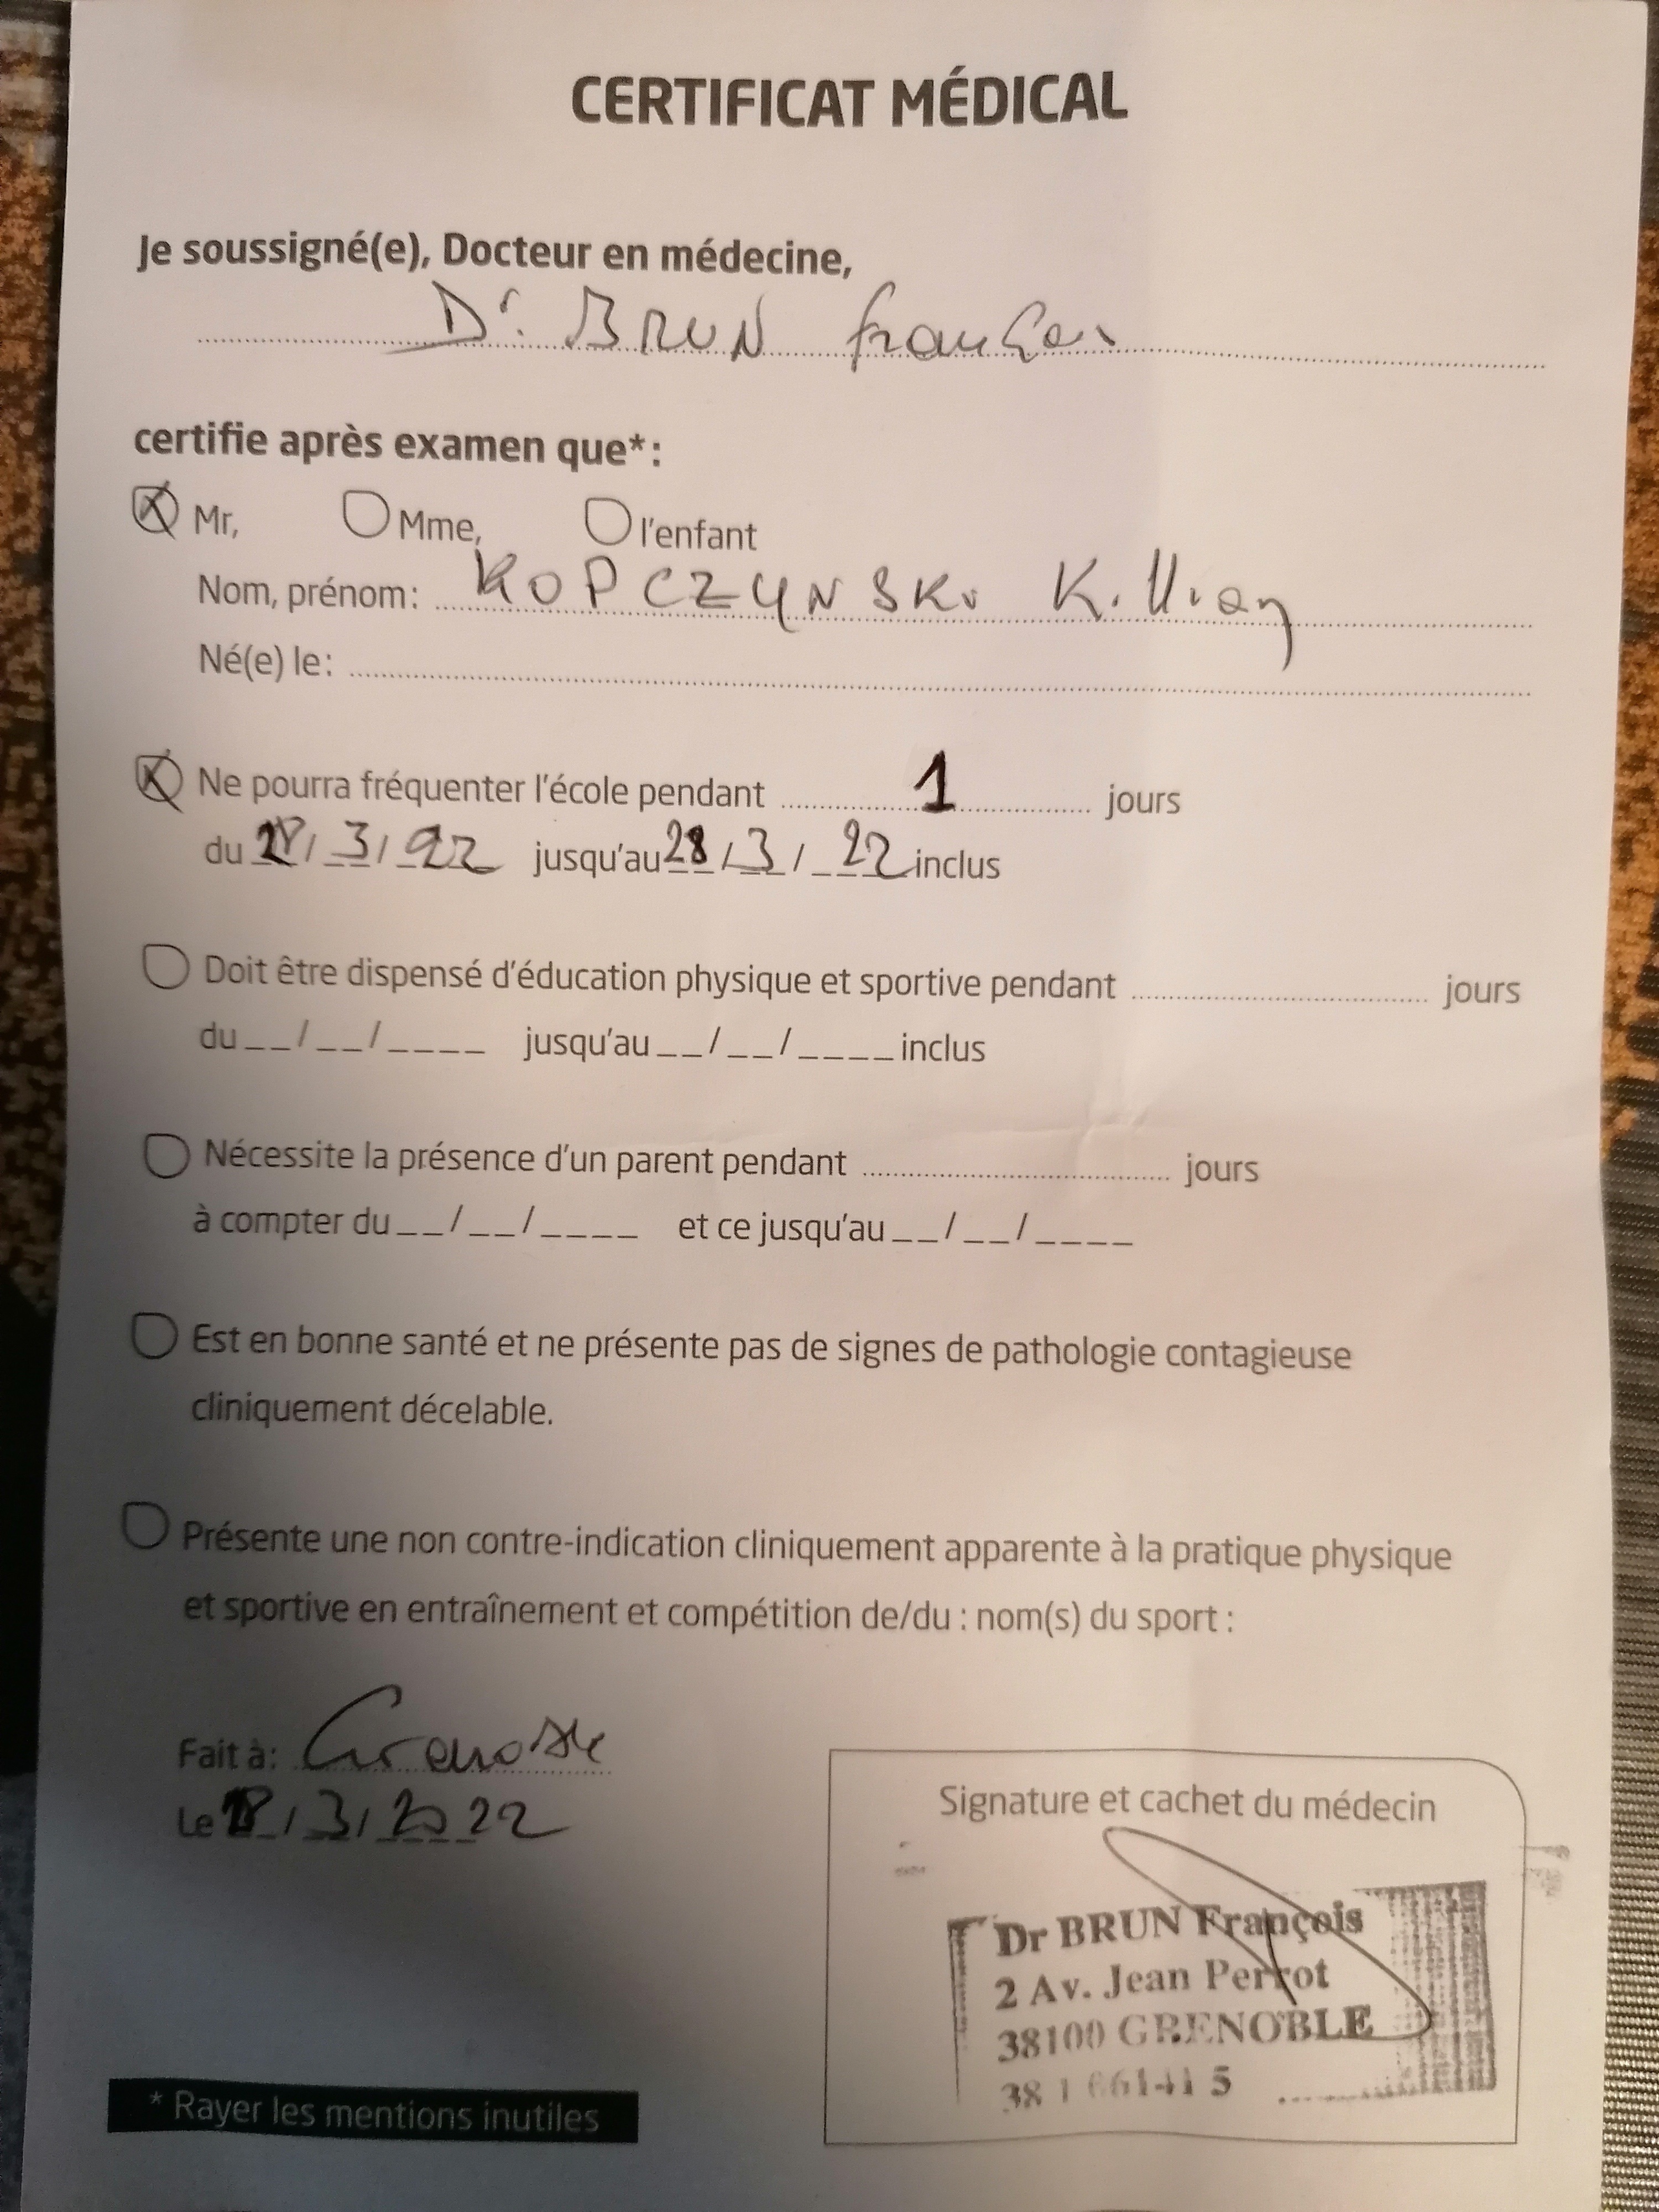 CERTIFICAT MÉDICAL
Je soussigné(e), Docteur en médecine,
Dr. BRUN François
certifie après examen que*:
Mr, Mme, l'enfant
Nom, prénom: KOPCZYNSKi Killian
Né(e) le:
Ne pourra fréquenter l'école pendant 1 jours
du /3/22 jusqu'au 28/3/22 inclus
Doit être dispensé d'éducation physique et sportive pendant jours
du __/__/____ jusqu'au __/__/____ inclus
Nécessite la présence d'un parent pendant jours
à compter du __/__/____ et ce jusqu'au __/__/____
Est en bonne santé et ne présente pas de signes de pathologie contagieuse
cliniquement décelable.
Présente une non contre-indication cliniquement apparente à la pratique physique
et sportive en entraînement et compétition de/du : nom(s) du sport :
Fait à: Grenoble
Le /3/2022
Signature et cachet du médecin
Dr BRUN François
2 Av. Jean Perrot
38100 GRENOBLE
38 1 66141 5
* Rayer les mentions inutiles